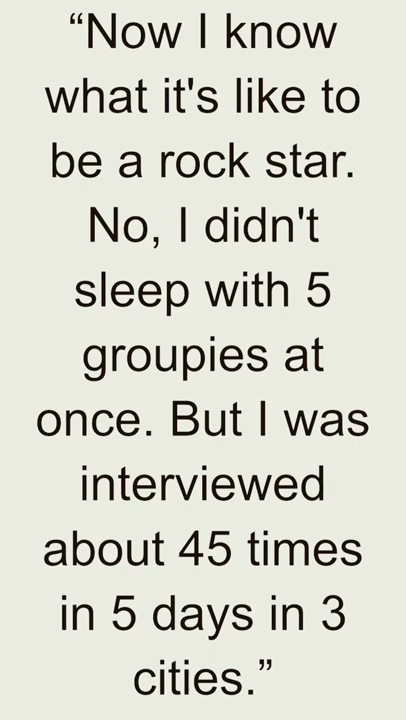 “Now I know
what it's like to
be a rock star.
No, I didn't
sleep with 5
groupies at
once. But I was
interviewed
about 45 times
in 5 days in 3
cities.”